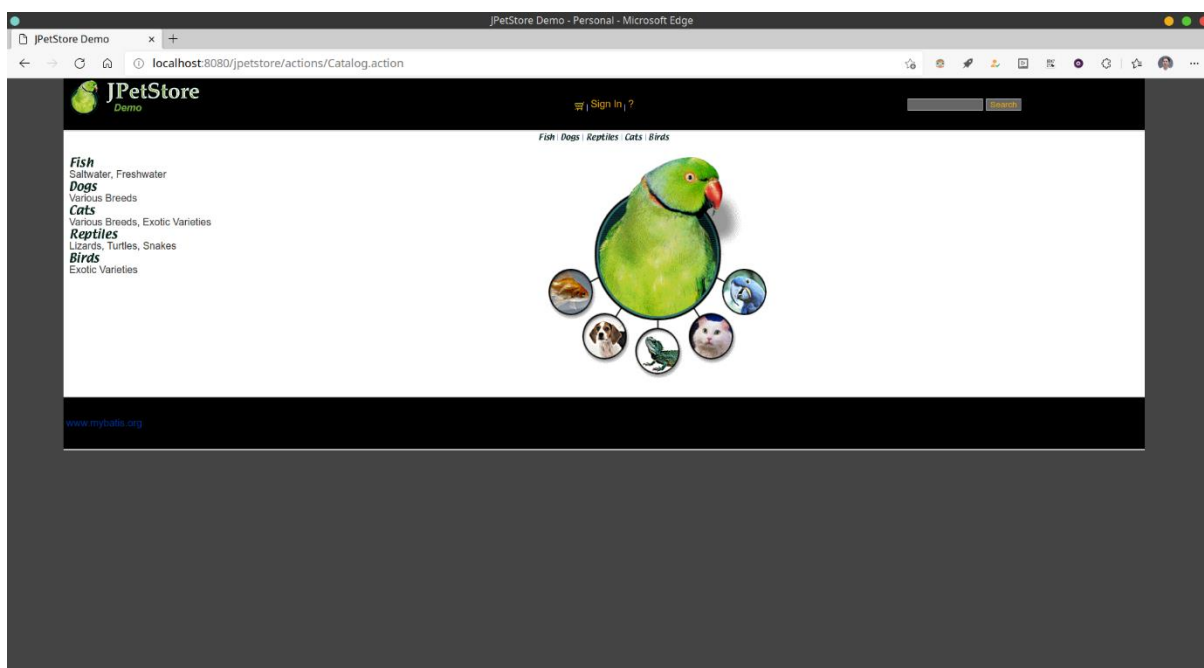 JPetStore Demo - Personal - Microsoft Edge
JPetStore Demo
localhost:8080/jpetstore/actions/Catalog.action
JPetStore
Demo
| Sign In | ?
Search
Fish | Dogs | Reptiles | Cats | Birds
Fish
Saltwater, Freshwater
Dogs
Various Breeds
Cats
Various Breeds, Exotic Varieties
Reptiles
Lizards, Turtles, Snakes
Birds
Exotic Varieties
www.mybatis.org